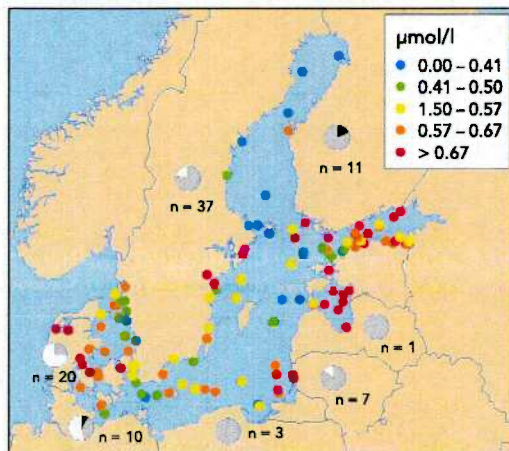 µmol/l
0.00 – 0.41
0.41 – 0.50
1.50 – 0.57
0.57 – 0.67
> 0.67
n = 11
n = 37
n = 1
n = 20
n = 7
n = 10
n = 3